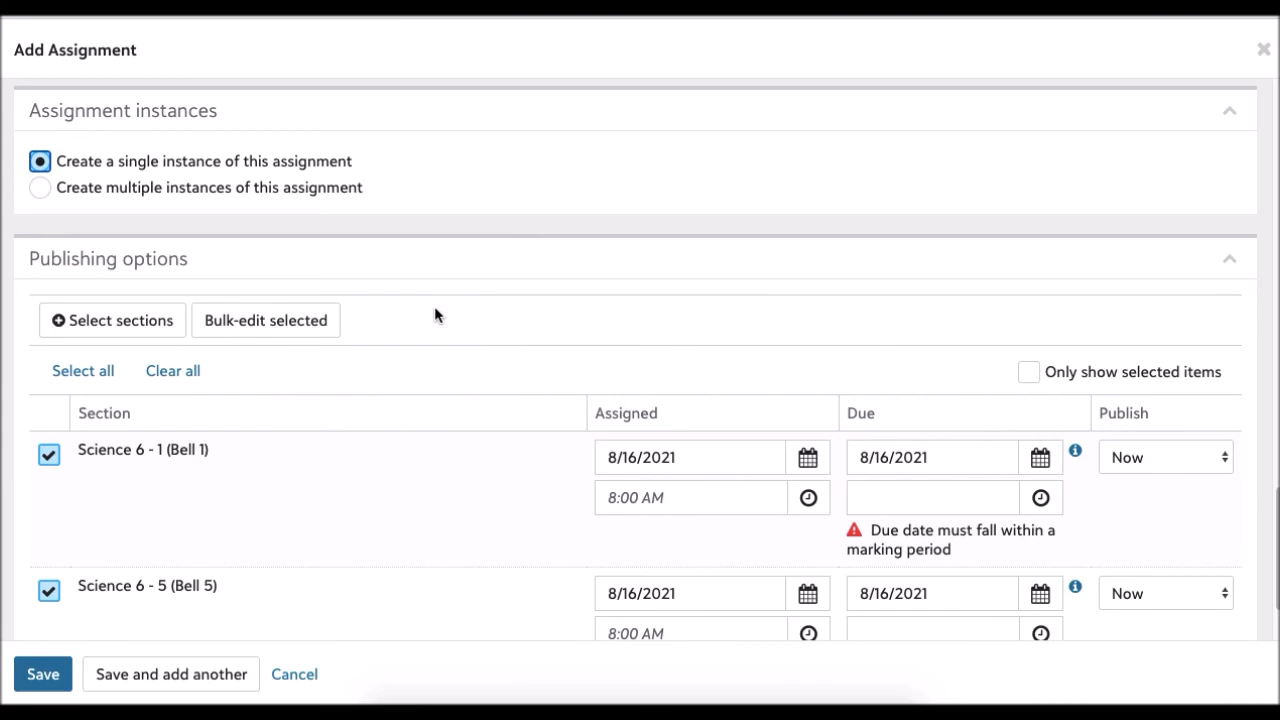 Add Assignment
Assignment instances
Create a single instance of this assignment
Create multiple instances of this assignment
Publishing options
Select sections Bulk-edit selected
Select all Clear all Only show selected items
Section Assigned Due Publish
Science 6 - 1 (Bell 1) 8/16/2021 8/16/2021 Now
8:00 AM
Due date must fall within a
marking period
Science 6 - 5 (Bell 5) 8/16/2021 8/16/2021 Now
8:00 AM
Save Save and add another Cancel